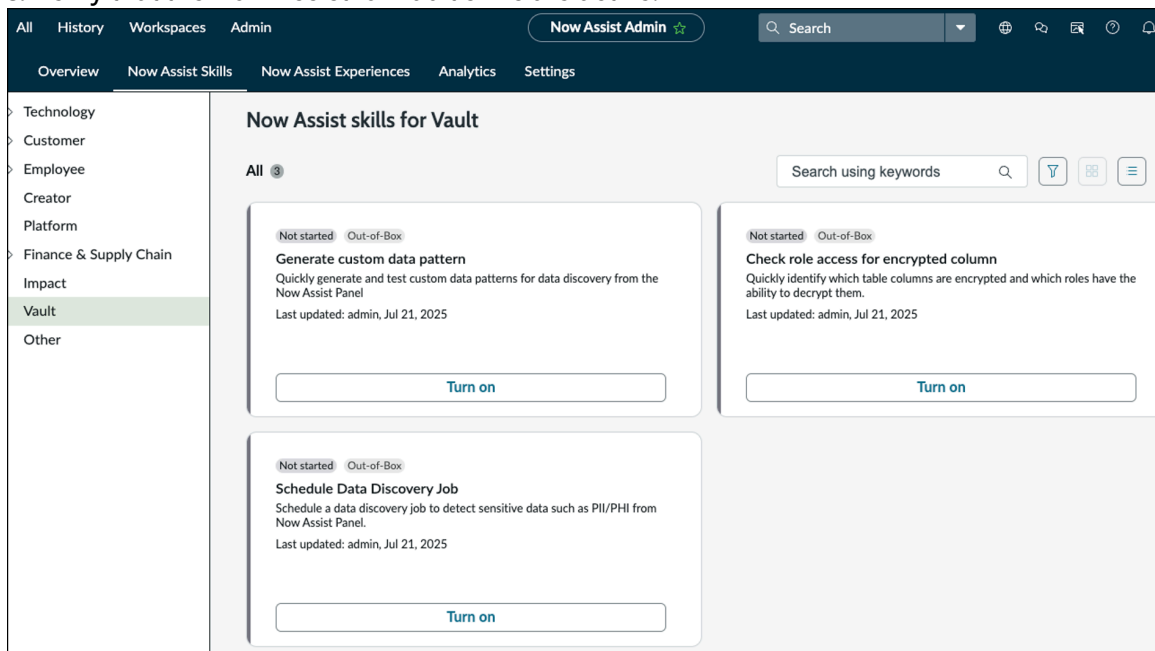 All History Workspaces Admin Now Assist Admin Search
Overview Now Assist Skills Now Assist Experiences Analytics Settings
Technology
Customer
Employee
Creator
Platform
Finance & Supply Chain
Impact
Vault
Other
Now Assist skills for Vault
All 3 Search using keywords
Not started Out-of-Box
Generate custom data pattern
Quickly generate and test custom data patterns for data discovery from the
Now Assist Panel
Last updated: admin, Jul 21, 2025
Turn on
Not started Out-of-Box
Check role access for encrypted column
Quickly identify which table columns are encrypted and which roles have the
ability to decrypt them.
Last updated: admin, Jul 21, 2025
Turn on
Not started Out-of-Box
Schedule Data Discovery Job
Schedule a data discovery job to detect sensitive data such as PII/PHI from
Now Assist Panel.
Last updated: admin, Jul 21, 2025
Turn on